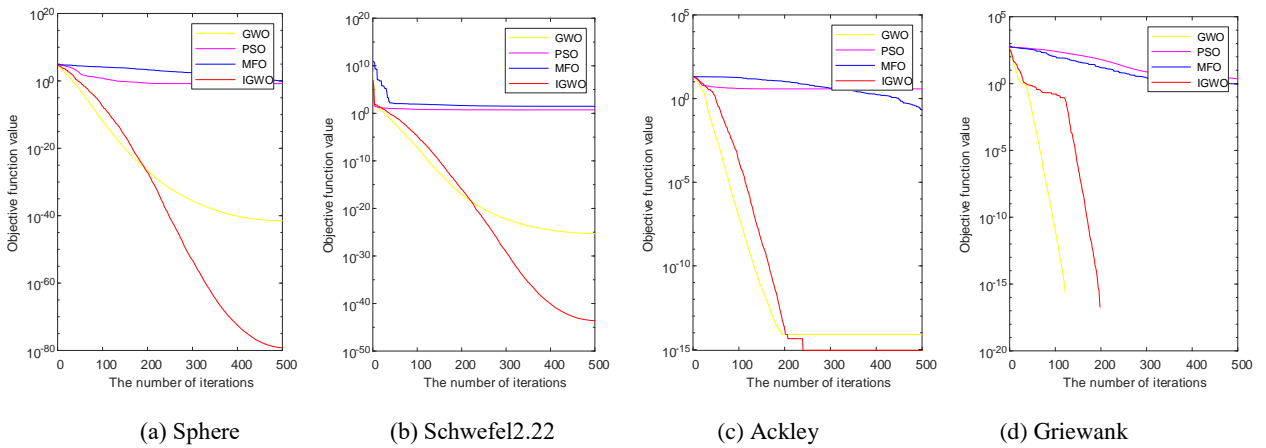 10^20
10^0
10^-20
10^-40
10^-60
10^-80
0 100 200 300 400 500
Objective function value
The number of iterations
GWO
PSO
MFO
IGWO
(a) Sphere
10^20
10^10
10^0
10^-10
10^-20
10^-30
10^-40
10^-50
0 100 200 300 400 500
Objective function value
The number of iterations
GWO
PSO
MFO
IGWO
(b) Schwefel2.22
10^5
10^0
10^-5
10^-10
10^-15
0 100 200 300 400 500
Objective function value
The number of iterations
GWO
PSO
MFO
IGWO
(c) Ackley
10^5
10^0
10^-5
10^-10
10^-15
10^-20
0 100 200 300 400 500
Objective function value
The number of iterations
GWO
PSO
MFO
IGWO
(d) Griewank